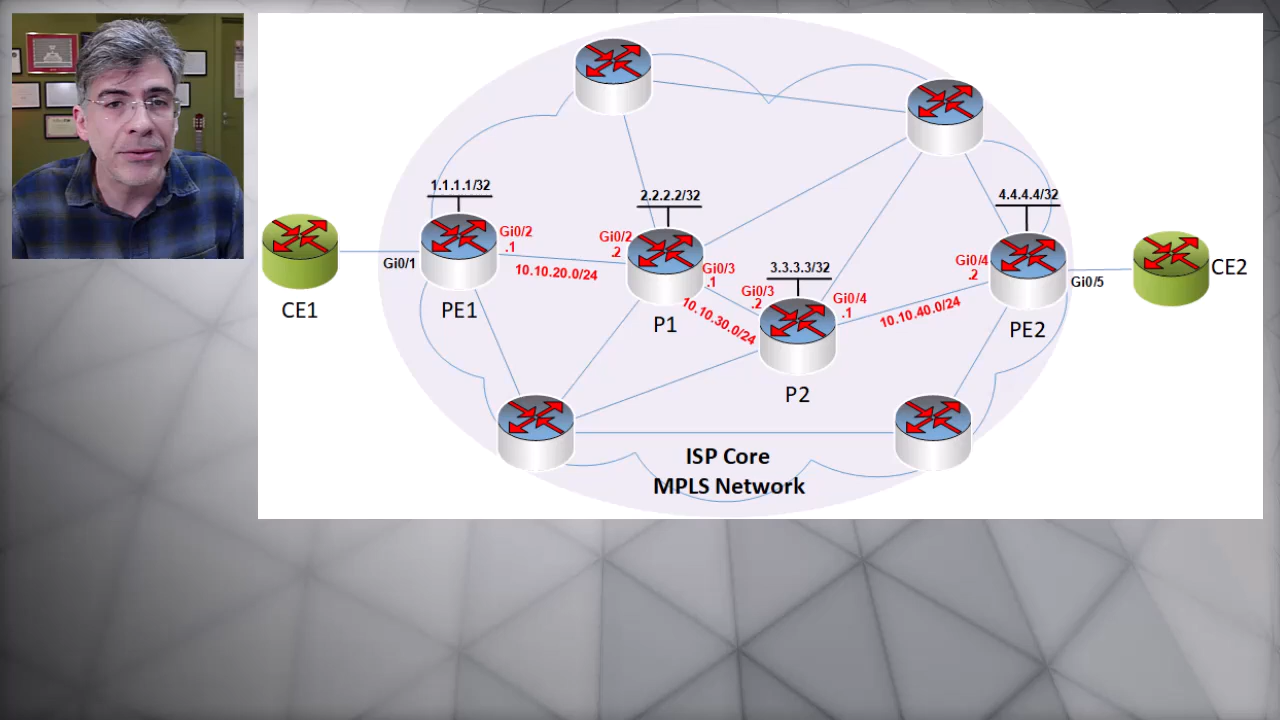 1.1.1.1/32
2.2.2.2/32
4.4.4.4/32
Gi0/2
.1
Gi0/2
.2
Gi0/1
10.10.20.0/24
Gi0/3
.1
3.3.3.3/32
Gi0/3
.2
Gi0/4
.1
10.10.30.0/24
10.10.40.0/24
Gi0/4
.2
Gi0/5
CE2
CE1
PE1
P1
PE2
P2
ISP Core
MPLS Network